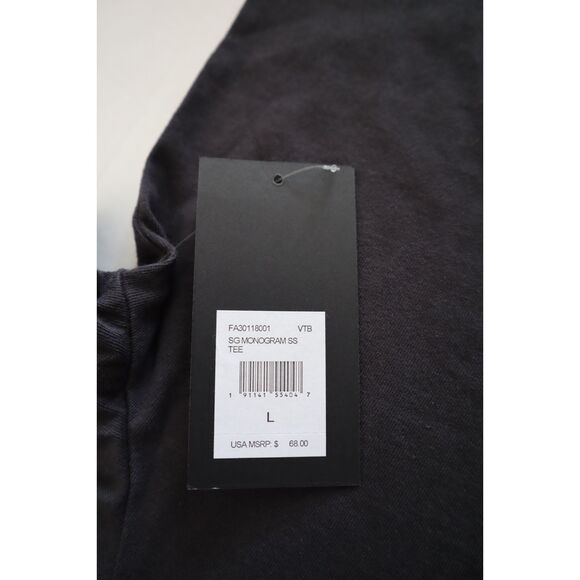 FA30118001 VTB
SG MONOGRAM SS
TEE
1 91141 55404 7
L
USA MSRP: $ 68.00